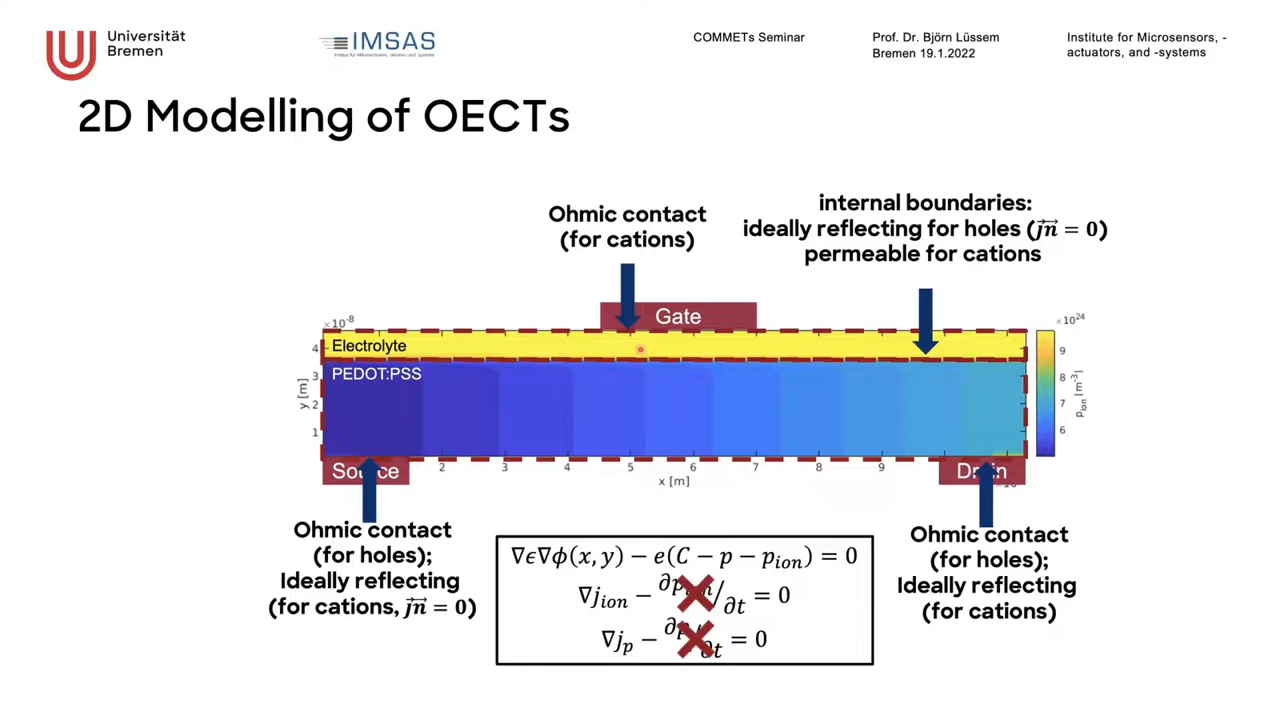 Universität
Bremen
IMSAS
COMMETs Seminar
Prof. Dr. Björn Lüssem
Bremen 19.1.2022
Institute for Microsensors, -
actuators, and -systems
2D Modelling of OECTs
Ohmic contact
(for cations)
internal boundaries:
ideally reflecting for holes (j⃗n⃗ = 0)
permeable for cations
Gate
×10⁻⁸
×10²⁴
Electrolyte
PEDOT:PSS
4
3
2
1
y [m]
9
8
7
6
p_ion [m⁻³]
Source
2 3 4 5 6 7 8 9
Drain
x [m]
Ohmic contact
(for holes);
Ideally reflecting
(for cations, j⃗n⃗ = 0)
∇ϵ∇ϕ(x, y) − e(C − p − p_ion) = 0
∇j_ion − ∂p_ion/∂t = 0
∇j_p − ∂p/∂t = 0
Ohmic contact
(for holes);
Ideally reflecting
(for cations)